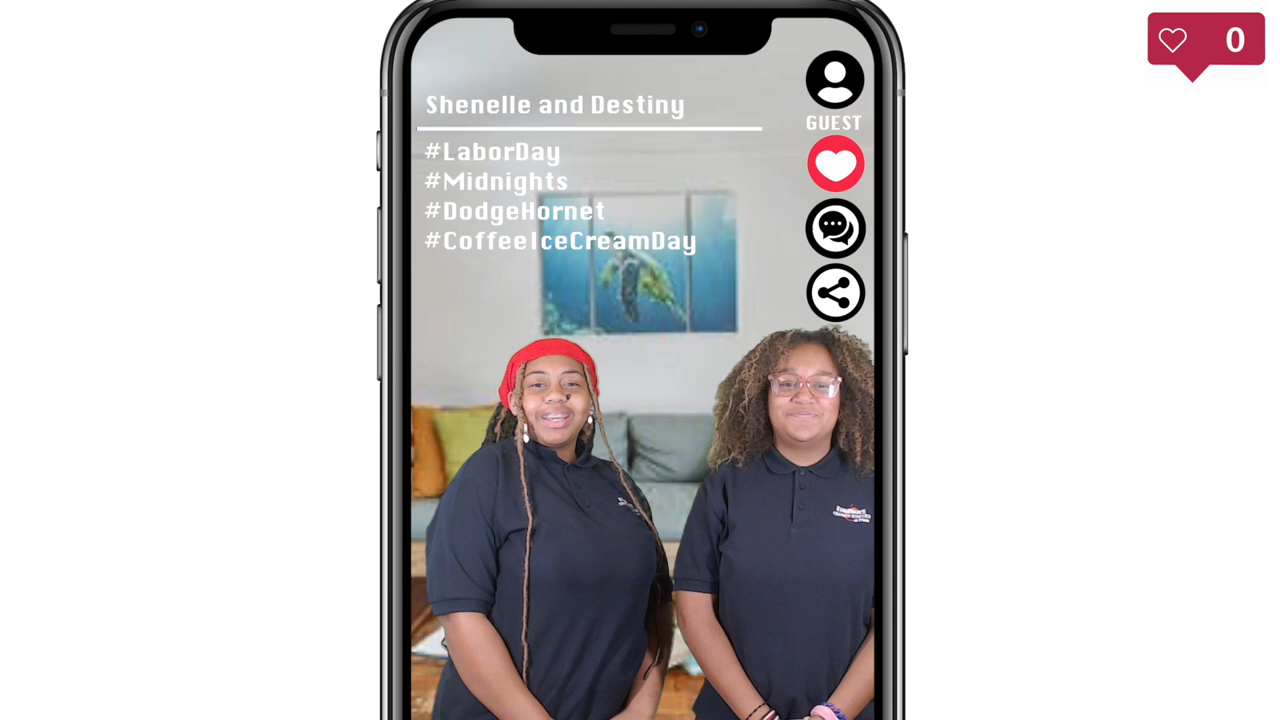 0
Shenelle and Destiny
GUEST
#LaborDay
#Midnights
#DodgeHornet
#CoffeeIceCreamDay